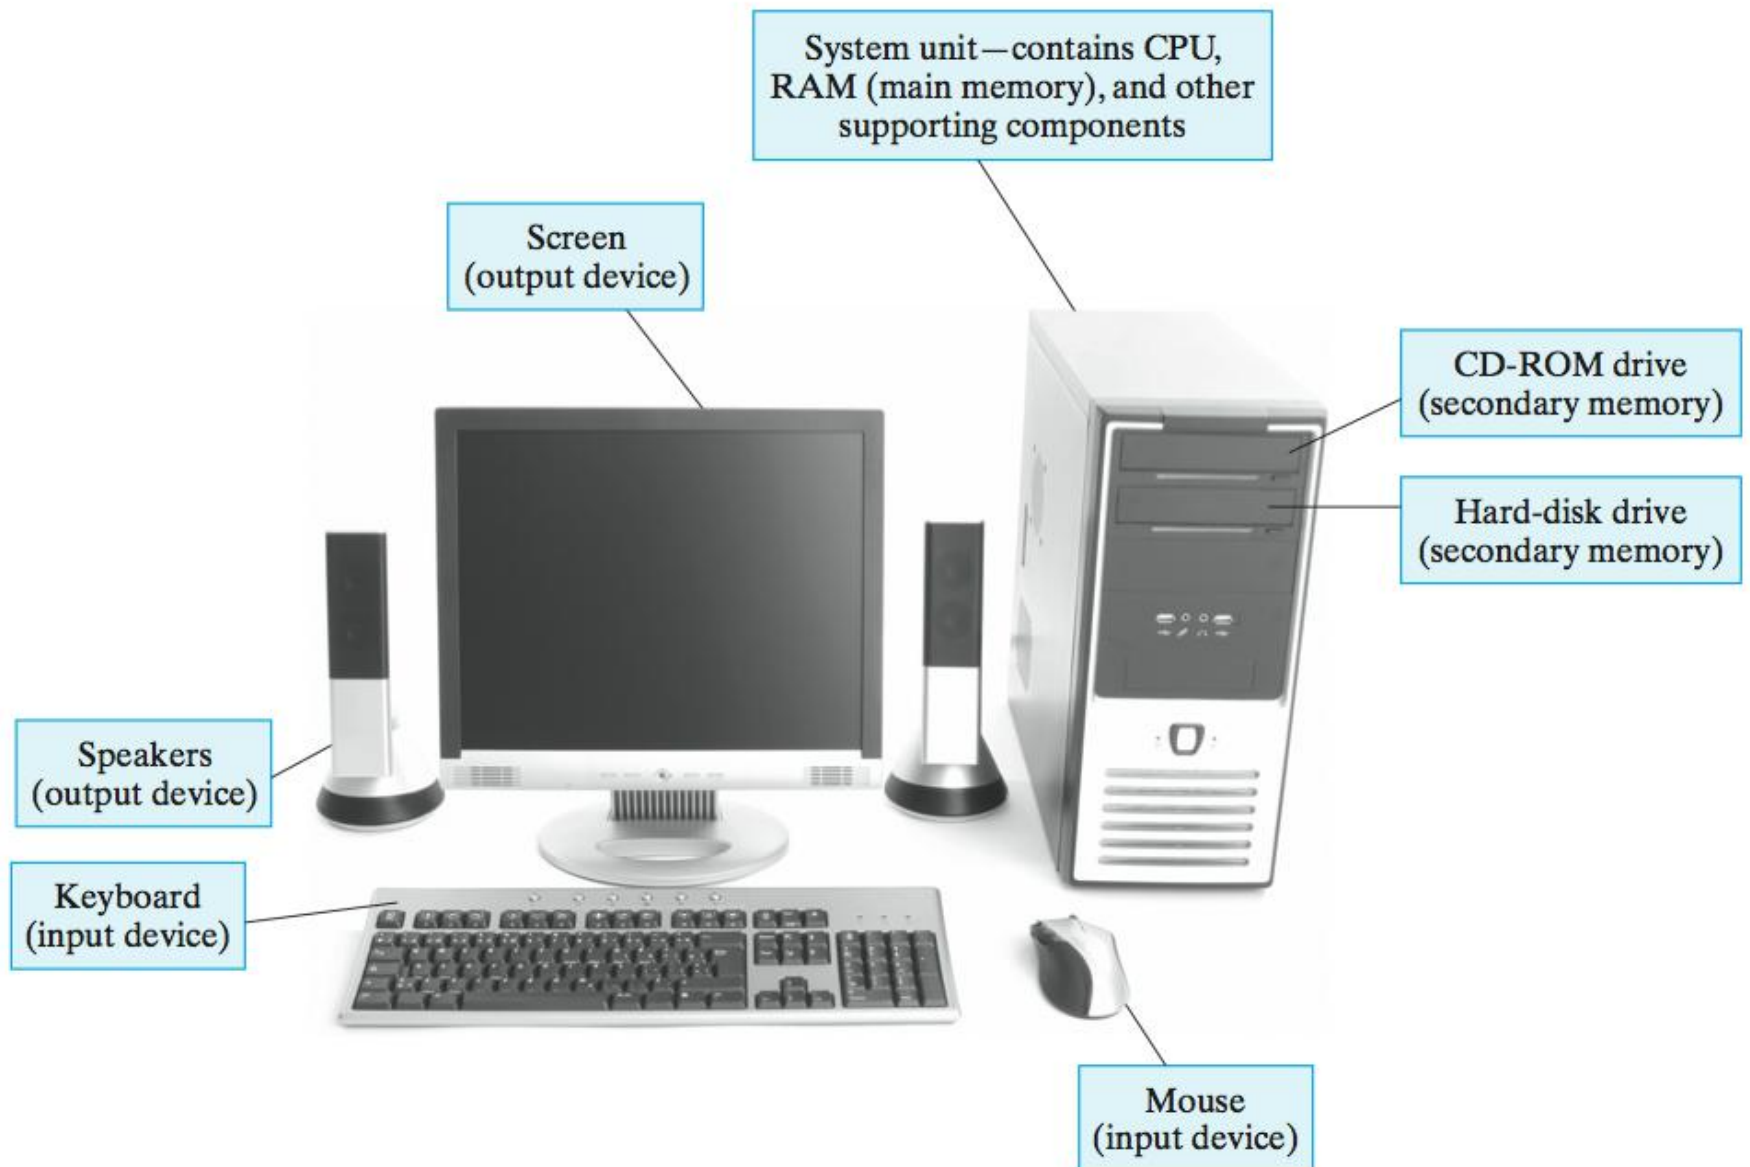 System unit—contains CPU,
RAM (main memory), and other
supporting components
Screen
(output device)
CD-ROM drive
(secondary memory)
Hard-disk drive
(secondary memory)
Speakers
(output device)
Keyboard
(input device)
Mouse
(input device)